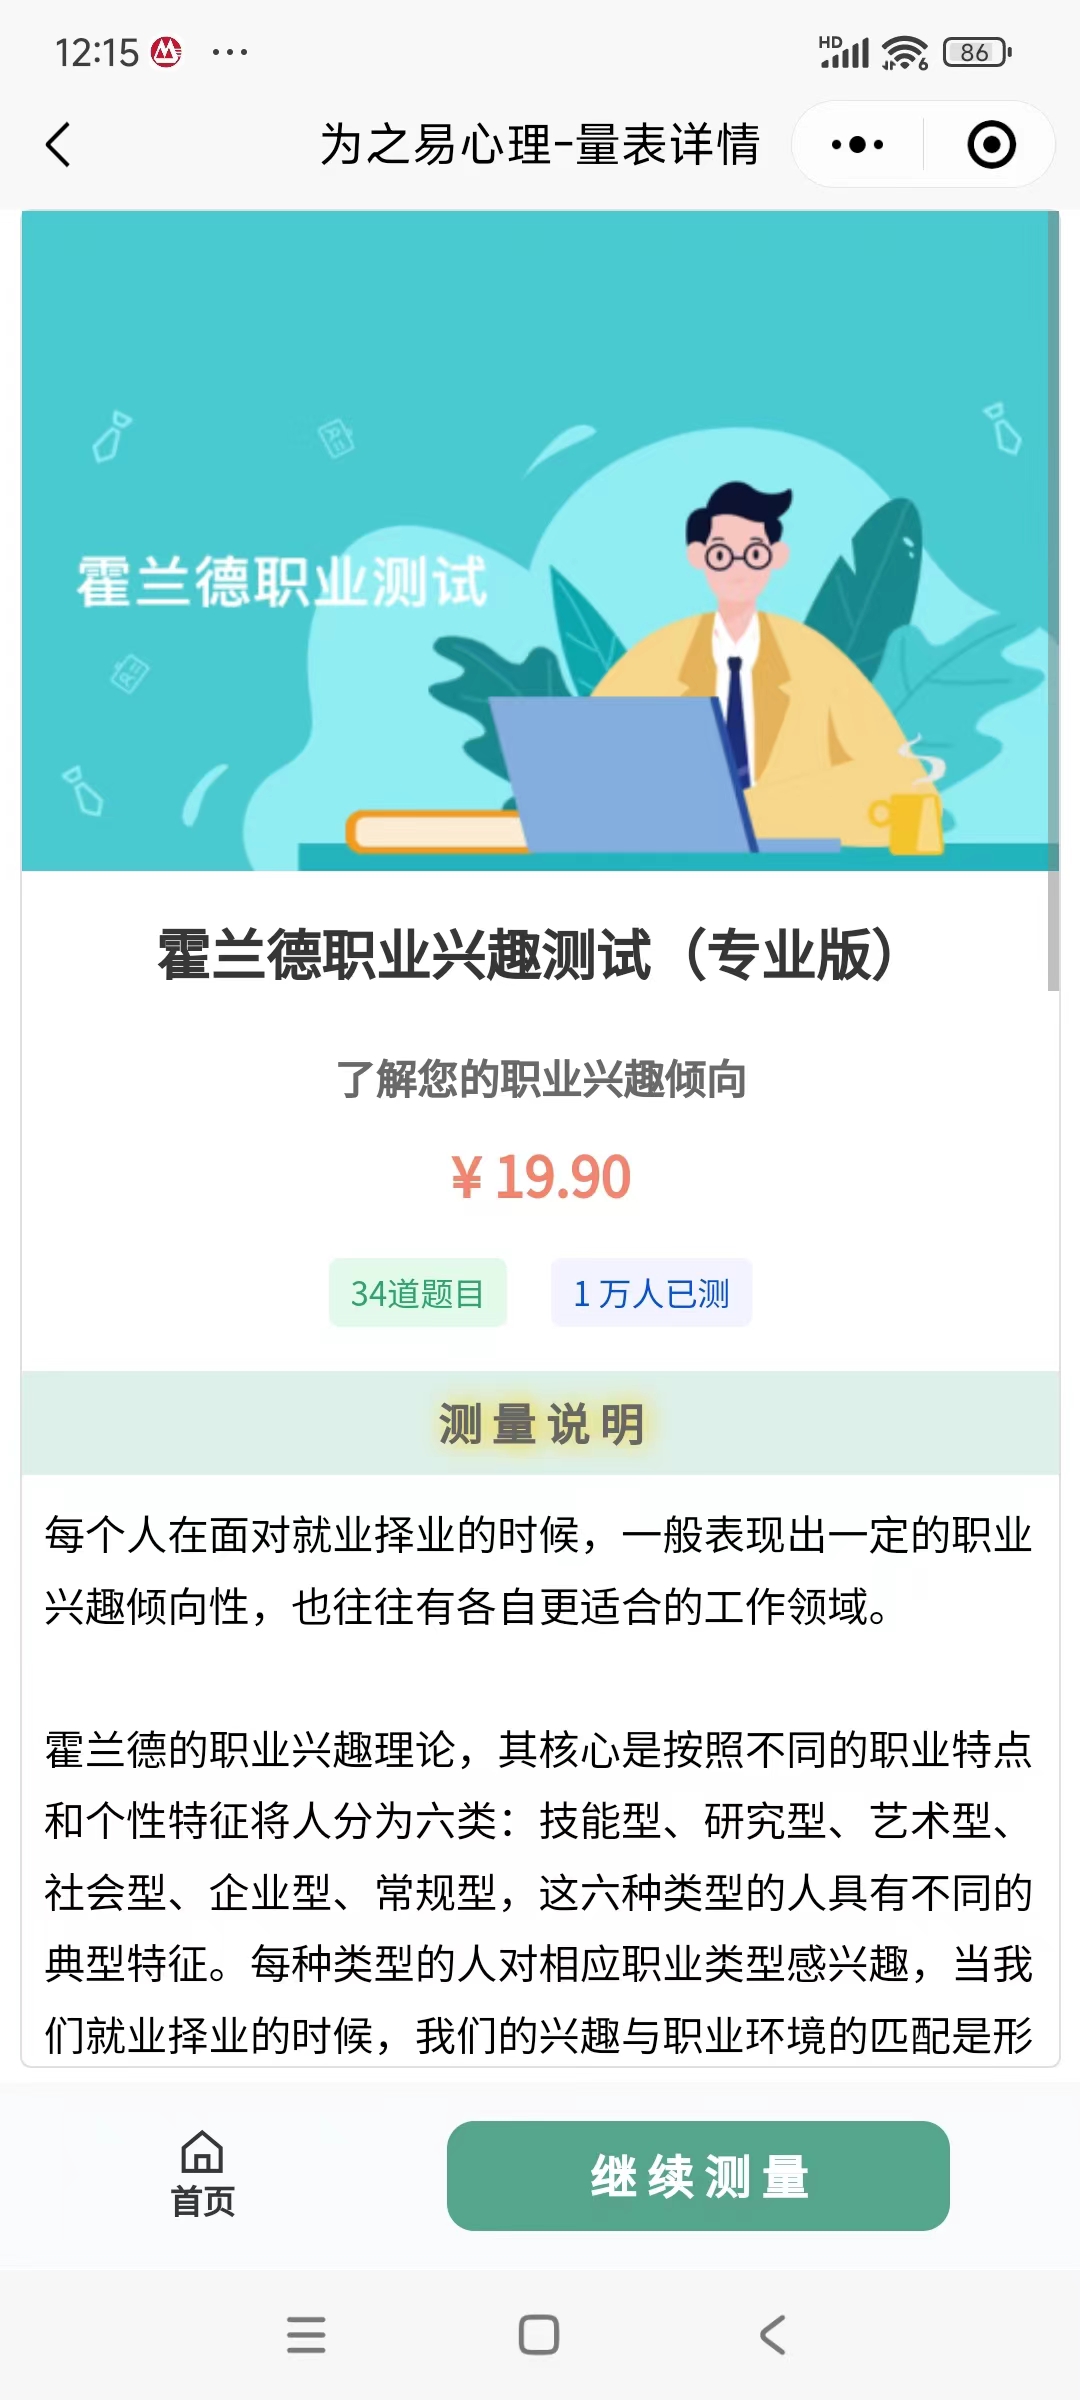 12:15
HD
6
86
为之易心理-量表详情
霍兰德职业测试
霍兰德职业兴趣测试（专业版）
了解您的职业兴趣倾向
¥ 19.90
34道题目 1 万人已测
测量说明
每个人在面对就业择业的时候，一般表现出一定的职业
兴趣倾向性，也往往有各自更适合的工作领域。
霍兰德的职业兴趣理论，其核心是按照不同的职业特点
和个性特征将人分为六类：技能型、研究型、艺术型、
社会型、企业型、常规型，这六种类型的人具有不同的
典型特征。每种类型的人对相应职业类型感兴趣，当我
们就业择业的时候，我们的兴趣与职业环境的匹配是形
首页
继续测量